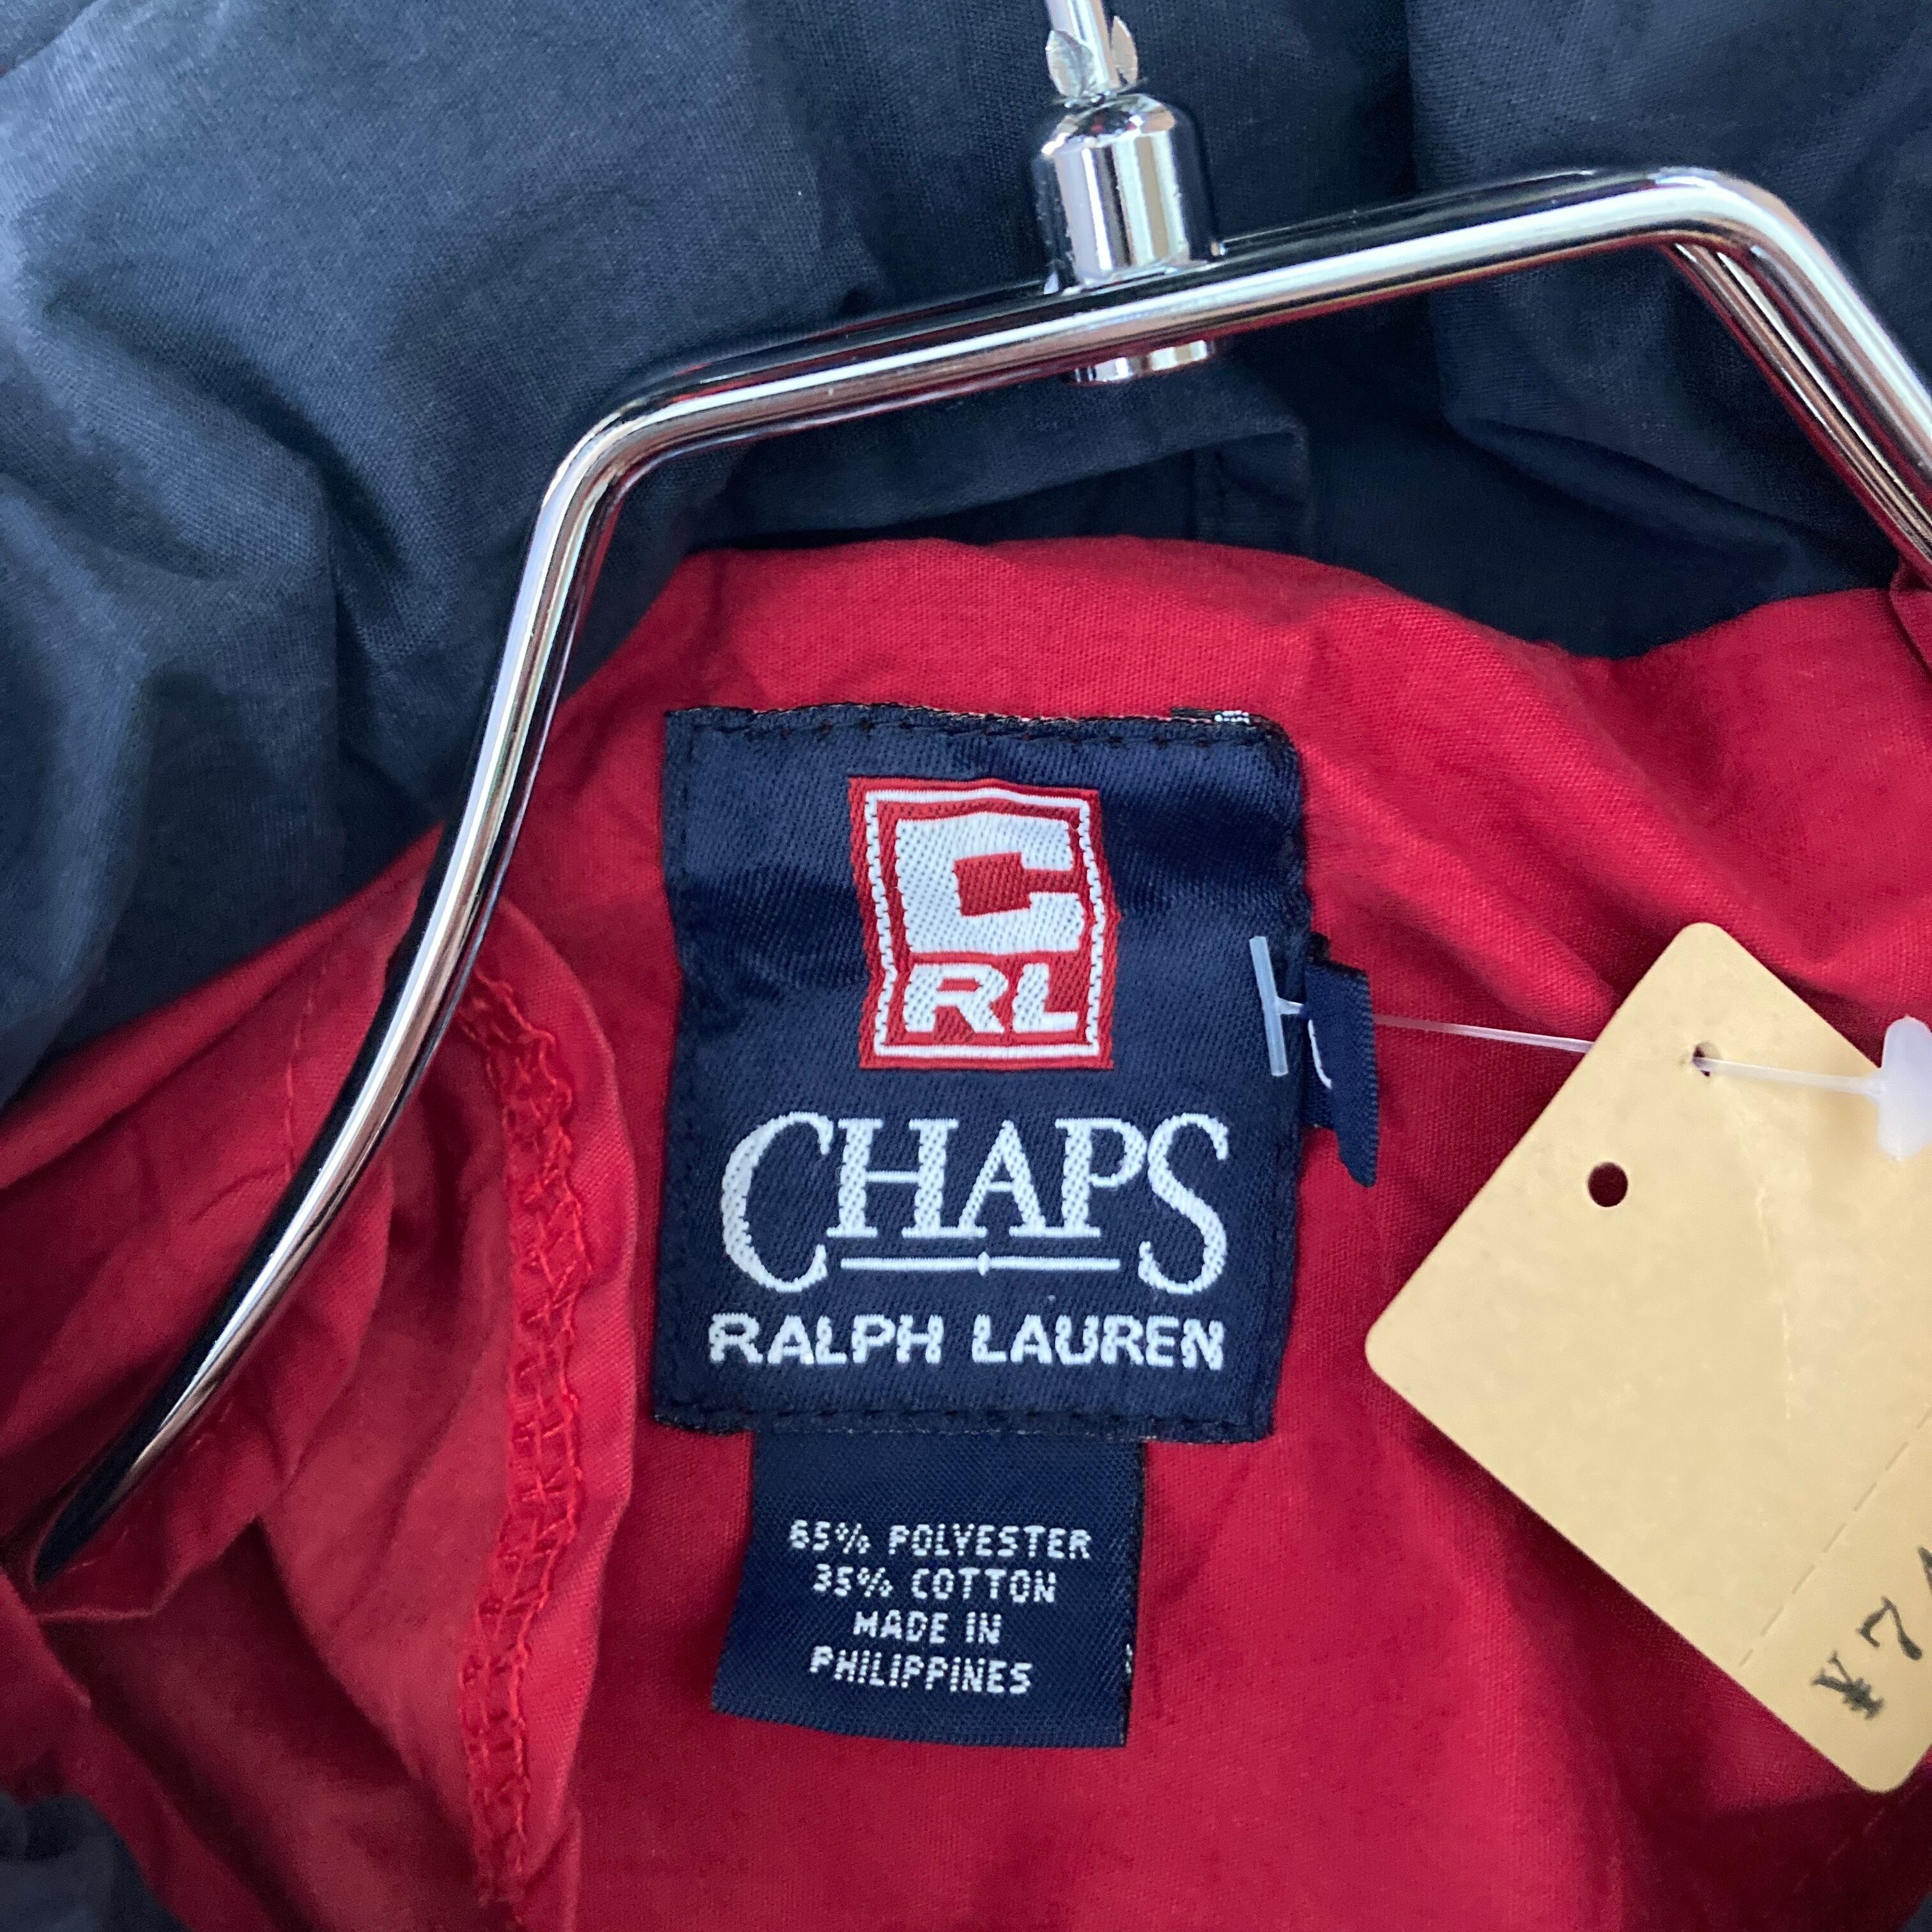 C
RL
CHAPS
RALPH LAUREN
65% POLYESTER
35% COTTON
MADE IN
PHILIPPINES